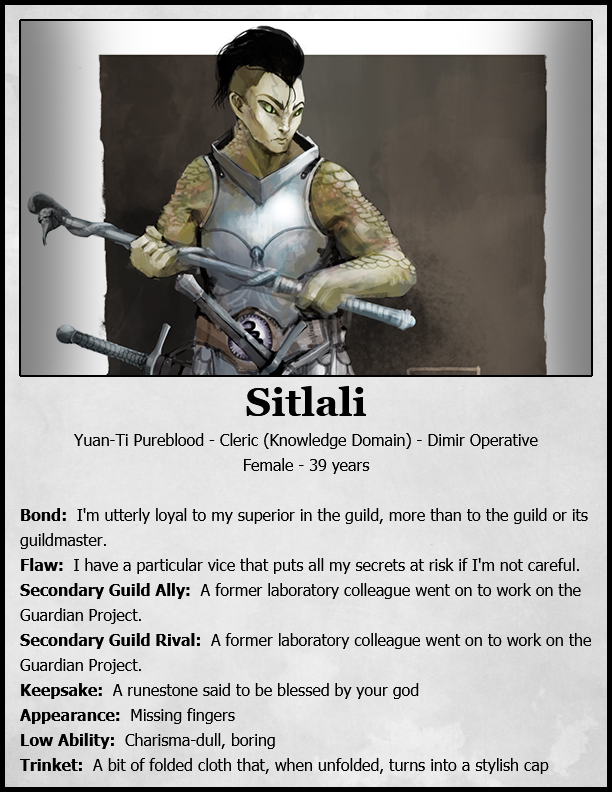 Sitlali
Yuan-Ti Pureblood - Cleric (Knowledge Domain) - Dimir Operative
Female - 39 years
Bond: I'm utterly loyal to my superior in the guild, more than to the guild or its
guildmaster.
Flaw: I have a particular vice that puts all my secrets at risk if I'm not careful.
Secondary Guild Ally: A former laboratory colleague went on to work on the
Guardian Project.
Secondary Guild Rival: A former laboratory colleague went on to work on the
Guardian Project.
Keepsake: A runestone said to be blessed by your god
Appearance: Missing fingers
Low Ability: Charisma-dull, boring
Trinket: A bit of folded cloth that, when unfolded, turns into a stylish cap